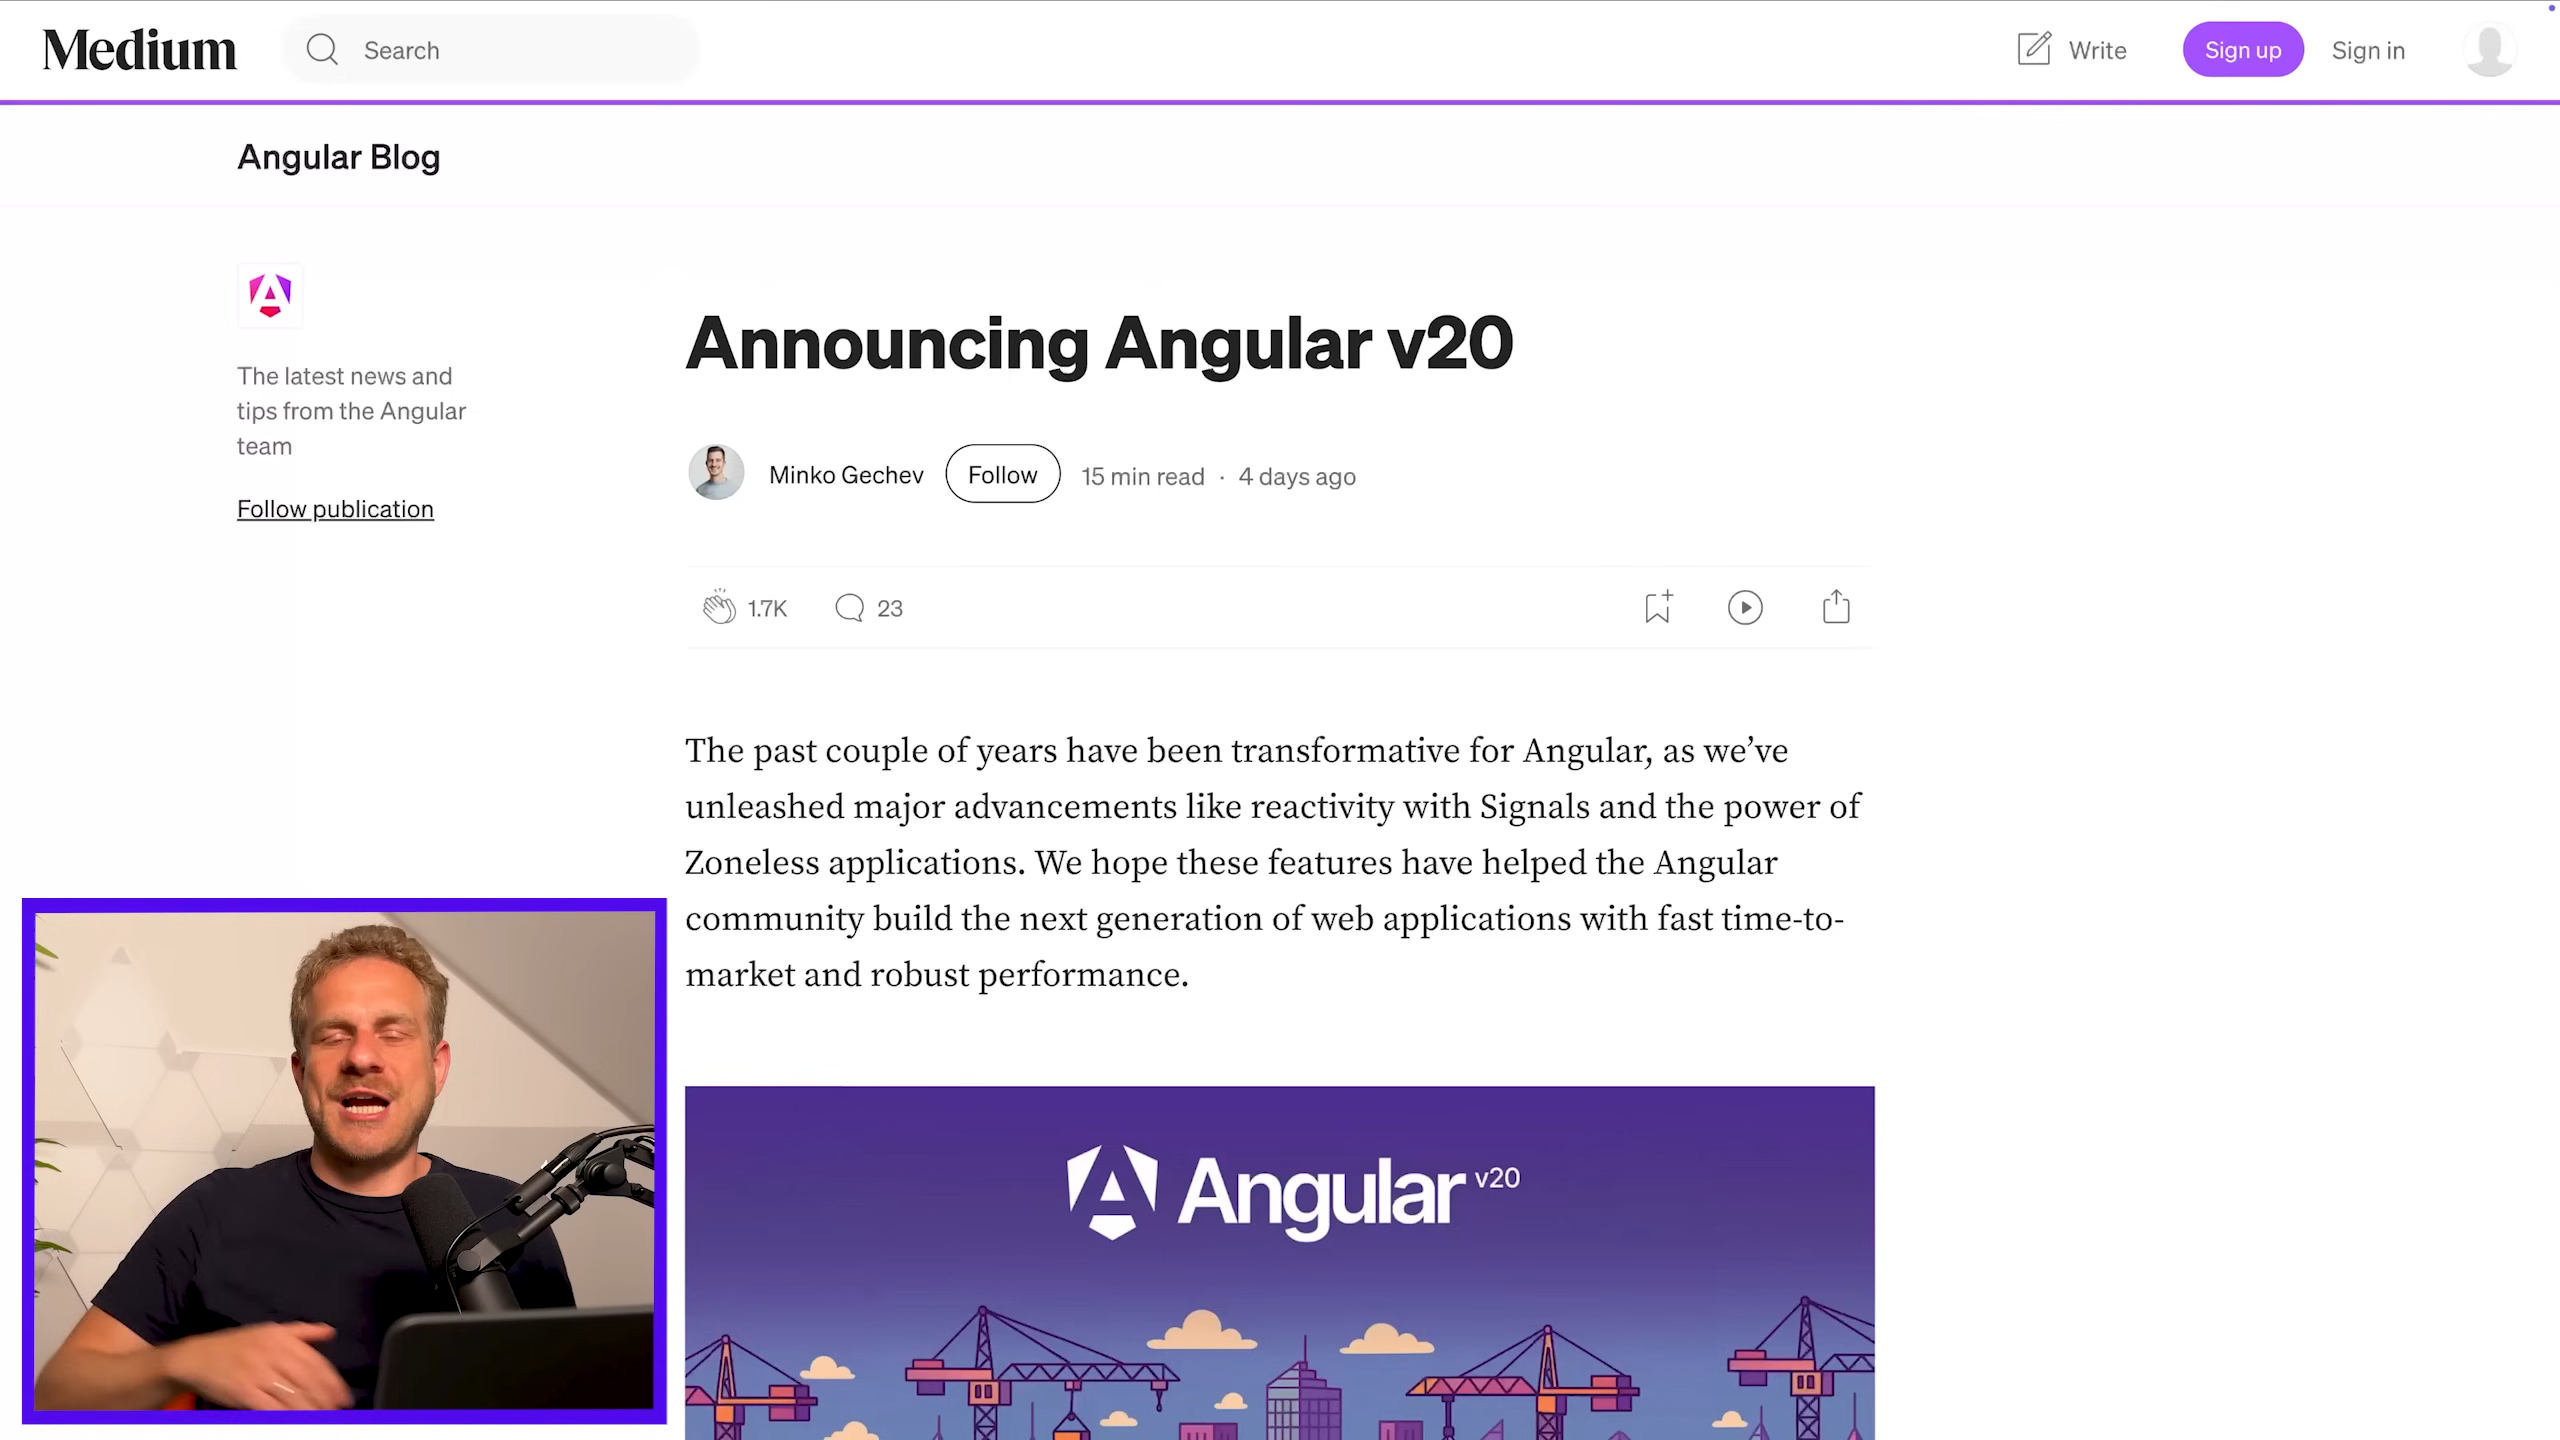 Medium
Search
Write
Sign up
Sign in
Angular Blog
The latest news and
tips from the Angular
team
Follow publication
Announcing Angular v20
Minko Gechev
Follow
15 min read · 4 days ago
1.7K
23
The past couple of years have been transformative for Angular, as we’ve
unleashed major advancements like reactivity with Signals and the power of
Zoneless applications. We hope these features have helped the Angular
community build the next generation of web applications with fast time-to-
market and robust performance.
Angular v20